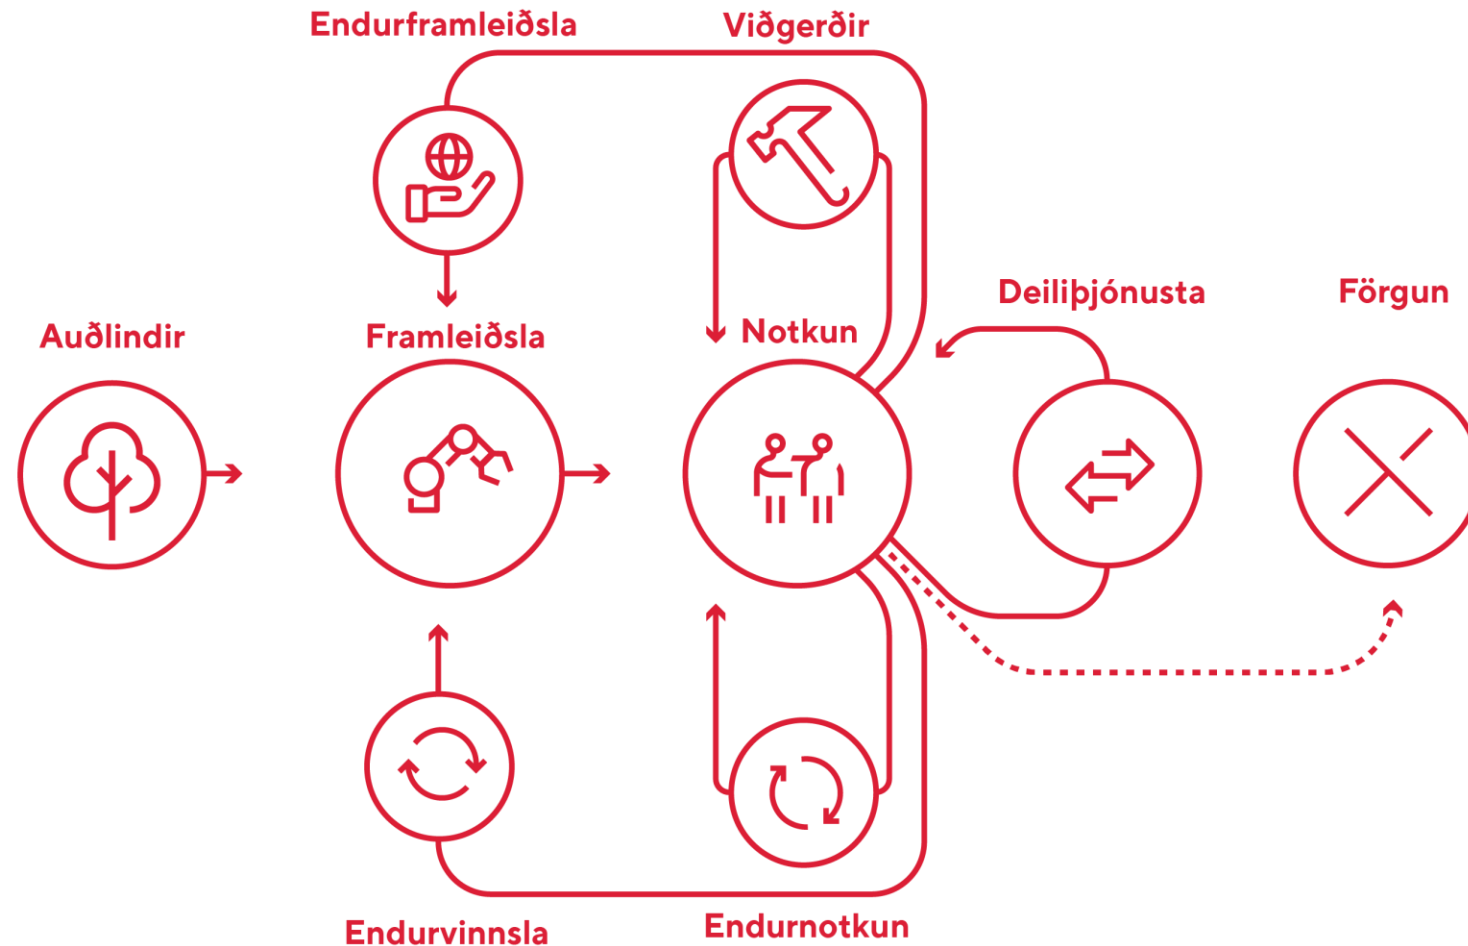 Endurframleiðsla
Viðgerðir
Deiliþjónusta
Förgun
Auðlindir
Framleiðsla
Notkun
Endurvinnsla
Endurnotkun